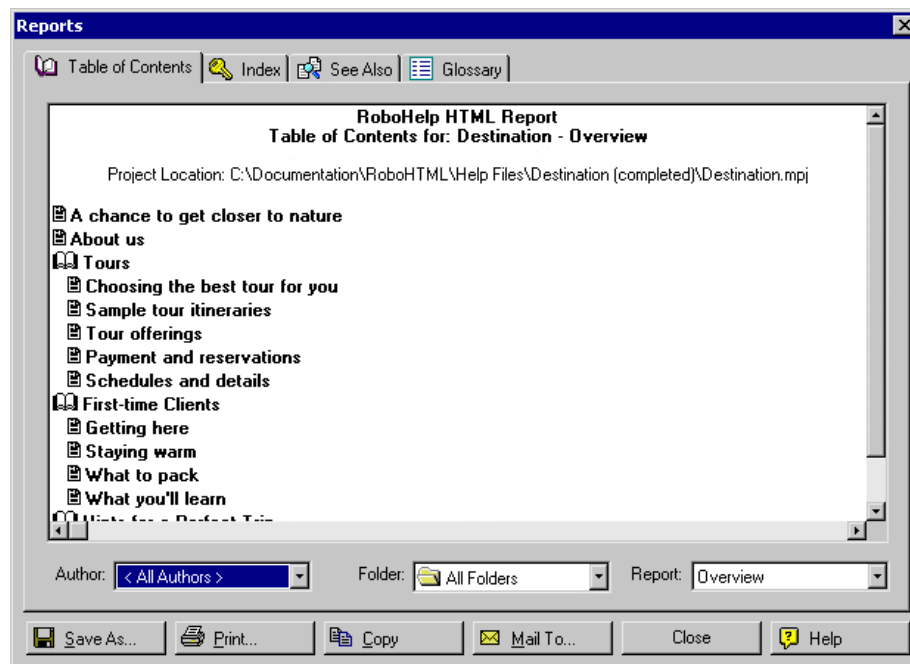 Reports
Table of Contents Index See Also Glossary
RoboHelp HTML Report
Table of Contents for: Destination - Overview
Project Location: C:\Documentation\RoboHTML\Help Files\Destination (completed)\Destination.mpj
A chance to get closer to nature
About us
Tours
Choosing the best tour for you
Sample tour itineraries
Tour offerings
Payment and reservations
Schedules and details
First-time Clients
Getting here
Staying warm
What to pack
What you'll learn
Hints for a Perfect Trip
Author: < All Authors > Folder: All Folders Report: Overview
Save As... Print... Copy Mail To... Close Help